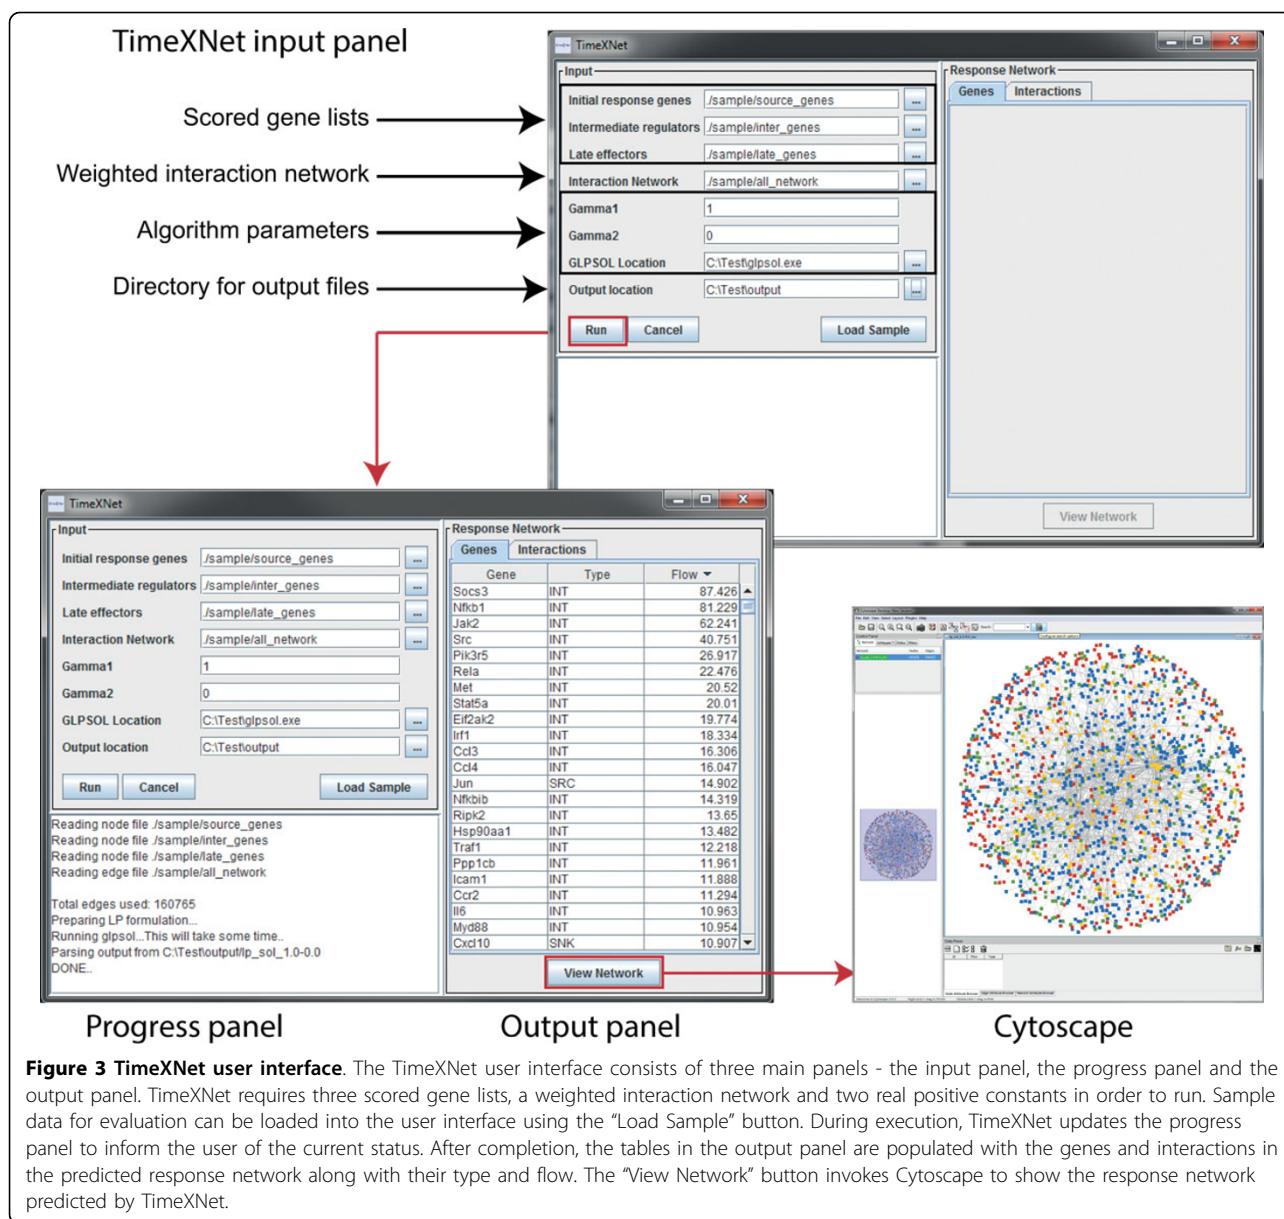 TimeXNet input panel
Scored gene lists
Weighted interaction network
Algorithm parameters
Directory for output files
TimeXNet
Input
Initial response genes ./sample/source_genes ...
Intermediate regulators ./sample/inter_genes ...
Late effectors ./sample/late_genes ...
Interaction Network ./sample/all_network ...
Gamma1 1
Gamma2 0
GLPSOL Location C:\Test\glpsol.exe ...
Output location C:\Test\output ...
Run Cancel Load Sample
Response Network
Genes Interactions
View Network
TimeXNet
Input
Initial response genes ./sample/source_genes ...
Intermediate regulators ./sample/inter_genes ...
Late effectors ./sample/late_genes ...
Interaction Network ./sample/all_network ...
Gamma1 1
Gamma2 0
GLPSOL Location C:\Test\glpsol.exe ...
Output location C:\Test\output ...
Run Cancel Load Sample
Reading node file ./sample/source_genes
Reading node file ./sample/inter_genes
Reading node file ./sample/late_genes
Reading edge file ./sample/all_network
Total edges used: 160765
Preparing LP formulation...
Running glpsol...This will take some time..
Parsing output from C:\Test\output/lp_sol_1.0-0.0
DONE..
Response Network
Genes Interactions
Gene Type Flow
Socs3 INT 87.426
Nfkb1 INT 81.229
Jak2 INT 62.241
Src INT 40.751
Pik3r5 INT 26.917
Rela INT 22.476
Met INT 20.52
Stat5a INT 20.01
Eif2ak2 INT 19.774
Irf1 INT 18.334
Ccl3 INT 16.306
Ccl4 INT 16.047
Jun SRC 14.902
Nfkbib INT 14.319
Ripk2 INT 13.65
Hsp90aa1 INT 13.482
Traf1 INT 12.218
Ppp1cb INT 11.961
Icam1 INT 11.888
Ccr2 INT 11.294
Il6 INT 10.963
Myd88 INT 10.954
Cxcl10 SNK 10.907
View Network
Progress panel
Output panel
Cytoscape
Figure 3 TimeXNet user interface. The TimeXNet user interface consists of three main panels - the input panel, the progress panel and the
output panel. TimeXNet requires three scored gene lists, a weighted interaction network and two real positive constants in order to run. Sample
data for evaluation can be loaded into the user interface using the “Load Sample” button. During execution, TimeXNet updates the progress
panel to inform the user of the current status. After completion, the tables in the output panel are populated with the genes and interactions in
the predicted response network along with their type and flow. The “View Network” button invokes Cytoscape to show the response network
predicted by TimeXNet.